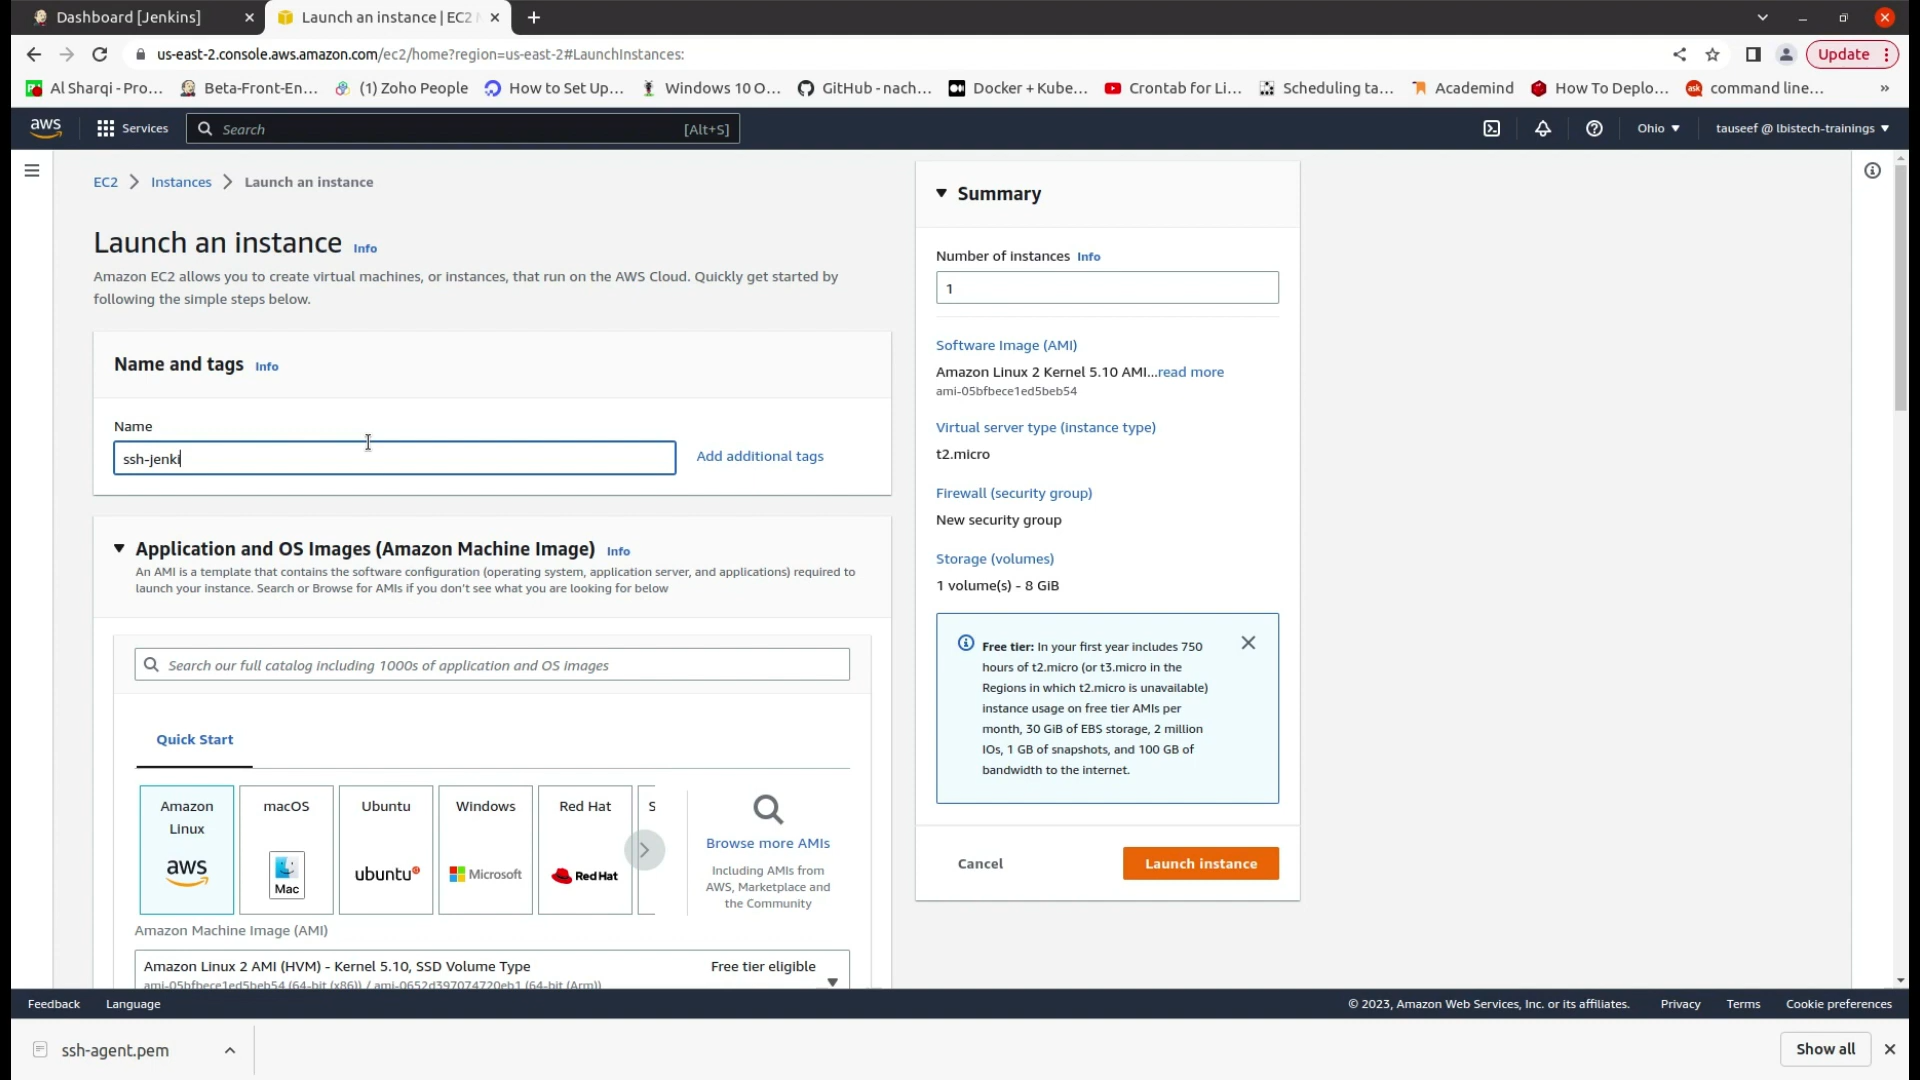 Dashboard [Jenkins]
Launch an instance | EC2
us-east-2.console.aws.amazon.com/ec2/home?region=us-east-2#LaunchInstances:
Update
Al Sharqi - Pro...
Beta-Front-En...
(1) Zoho People
How to Set Up...
Windows 10 O...
GitHub - nach...
Docker + Kube...
Crontab for Li...
Scheduling ta...
Academind
How To Deplo...
command line...
aws
Services
Search
[Alt+S]
Ohio
tauseef @ lbistech-trainings
EC2
Instances
Launch an instance
Launch an instance Info
Amazon EC2 allows you to create virtual machines, or instances, that run on the AWS Cloud. Quickly get started by
following the simple steps below.
Name and tags Info
Name
ssh-jenki
Add additional tags
Application and OS Images (Amazon Machine Image) Info
An AMI is a template that contains the software configuration (operating system, application server, and applications) required to
launch your instance. Search or Browse for AMIs if you don't see what you are looking for below
Search our full catalog including 1000s of application and OS images
Quick Start
Amazon
Linux
aws
macOS
Mac
Ubuntu
ubuntu
Windows
Microsoft
Red Hat
Red Hat
S
Browse more AMIs
Including AMIs from
AWS, Marketplace and
the Community
Amazon Machine Image (AMI)
Amazon Linux 2 AMI (HVM) - Kernel 5.10, SSD Volume Type
Free tier eligible
ami-05bfbece1ed5beb54 (64-bit (x86)) / ami-0652d397074720eb1 (64-bit (Arm))
Summary
Number of instances Info
1
Software Image (AMI)
Amazon Linux 2 Kernel 5.10 AMI...read more
ami-05bfbece1ed5beb54
Virtual server type (instance type)
t2.micro
Firewall (security group)
New security group
Storage (volumes)
1 volume(s) - 8 GiB
Free tier: In your first year includes 750
hours of t2.micro (or t3.micro in the
Regions in which t2.micro is unavailable)
instance usage on free tier AMIs per
month, 30 GiB of EBS storage, 2 million
IOs, 1 GB of snapshots, and 100 GB of
bandwidth to the internet.
Cancel
Launch instance
Feedback
Language
© 2023, Amazon Web Services, Inc. or its affiliates.
Privacy
Terms
Cookie preferences
ssh-agent.pem
Show all